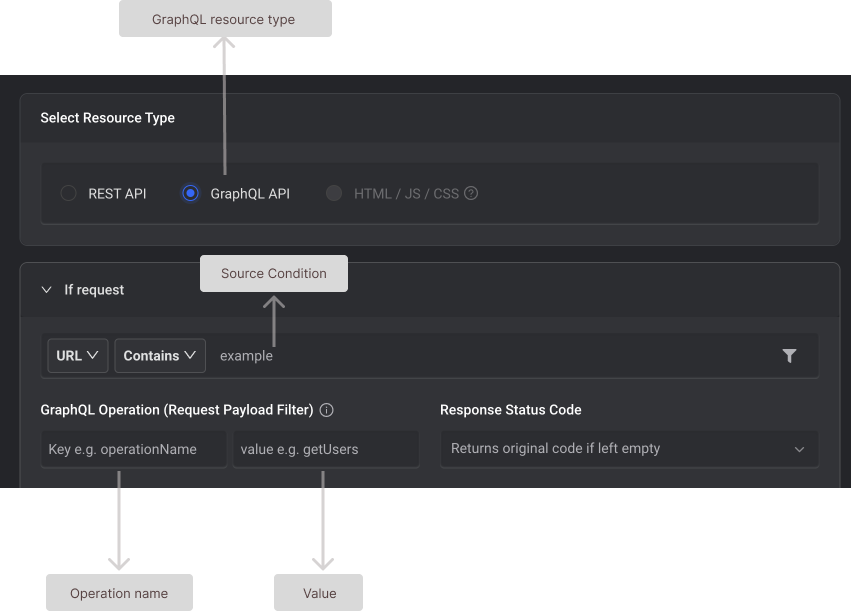 GraphQL resource type
Select Resource Type
REST API GraphQL API HTML / JS / CSS ?
Source Condition
If request
URL Contains example
GraphQL Operation (Request Payload Filter) i Response Status Code
Key e.g. operationName value e.g. getUsers Returns original code if left empty
Operation name Value